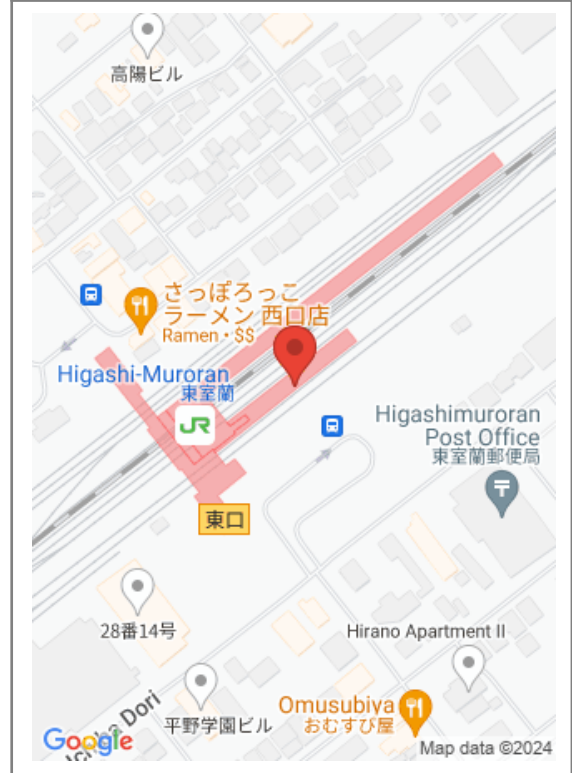 高陽ビル
さっぽろっこ
ラーメン 西口店
Ramen • $$
Higashi-Muroran
東室蘭
JR
Higashimuroran
Post Office
東室蘭郵便局
東口
28番14号
Hirano Apartment II
Dori
平野学園ビル
Omusubiya
おむすび屋
Google
Map data ©2024